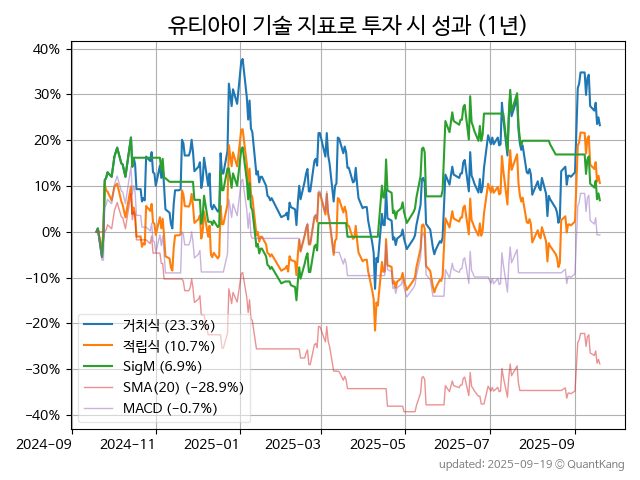 유티아이 기술 지표로 투자 시 성과 (1년)
40%
30%
20%
10%
0%
−10%
−20%
−30%
−40%
거치식 (23.3%)
적립식 (10.7%)
SigM (6.9%)
SMA(20) (−28.9%)
MACD (−0.7%)
2024-09 2024-11 2025-01 2025-03 2025-05 2025-07 2025-09
updated: 2025-09-19 © QuantKang